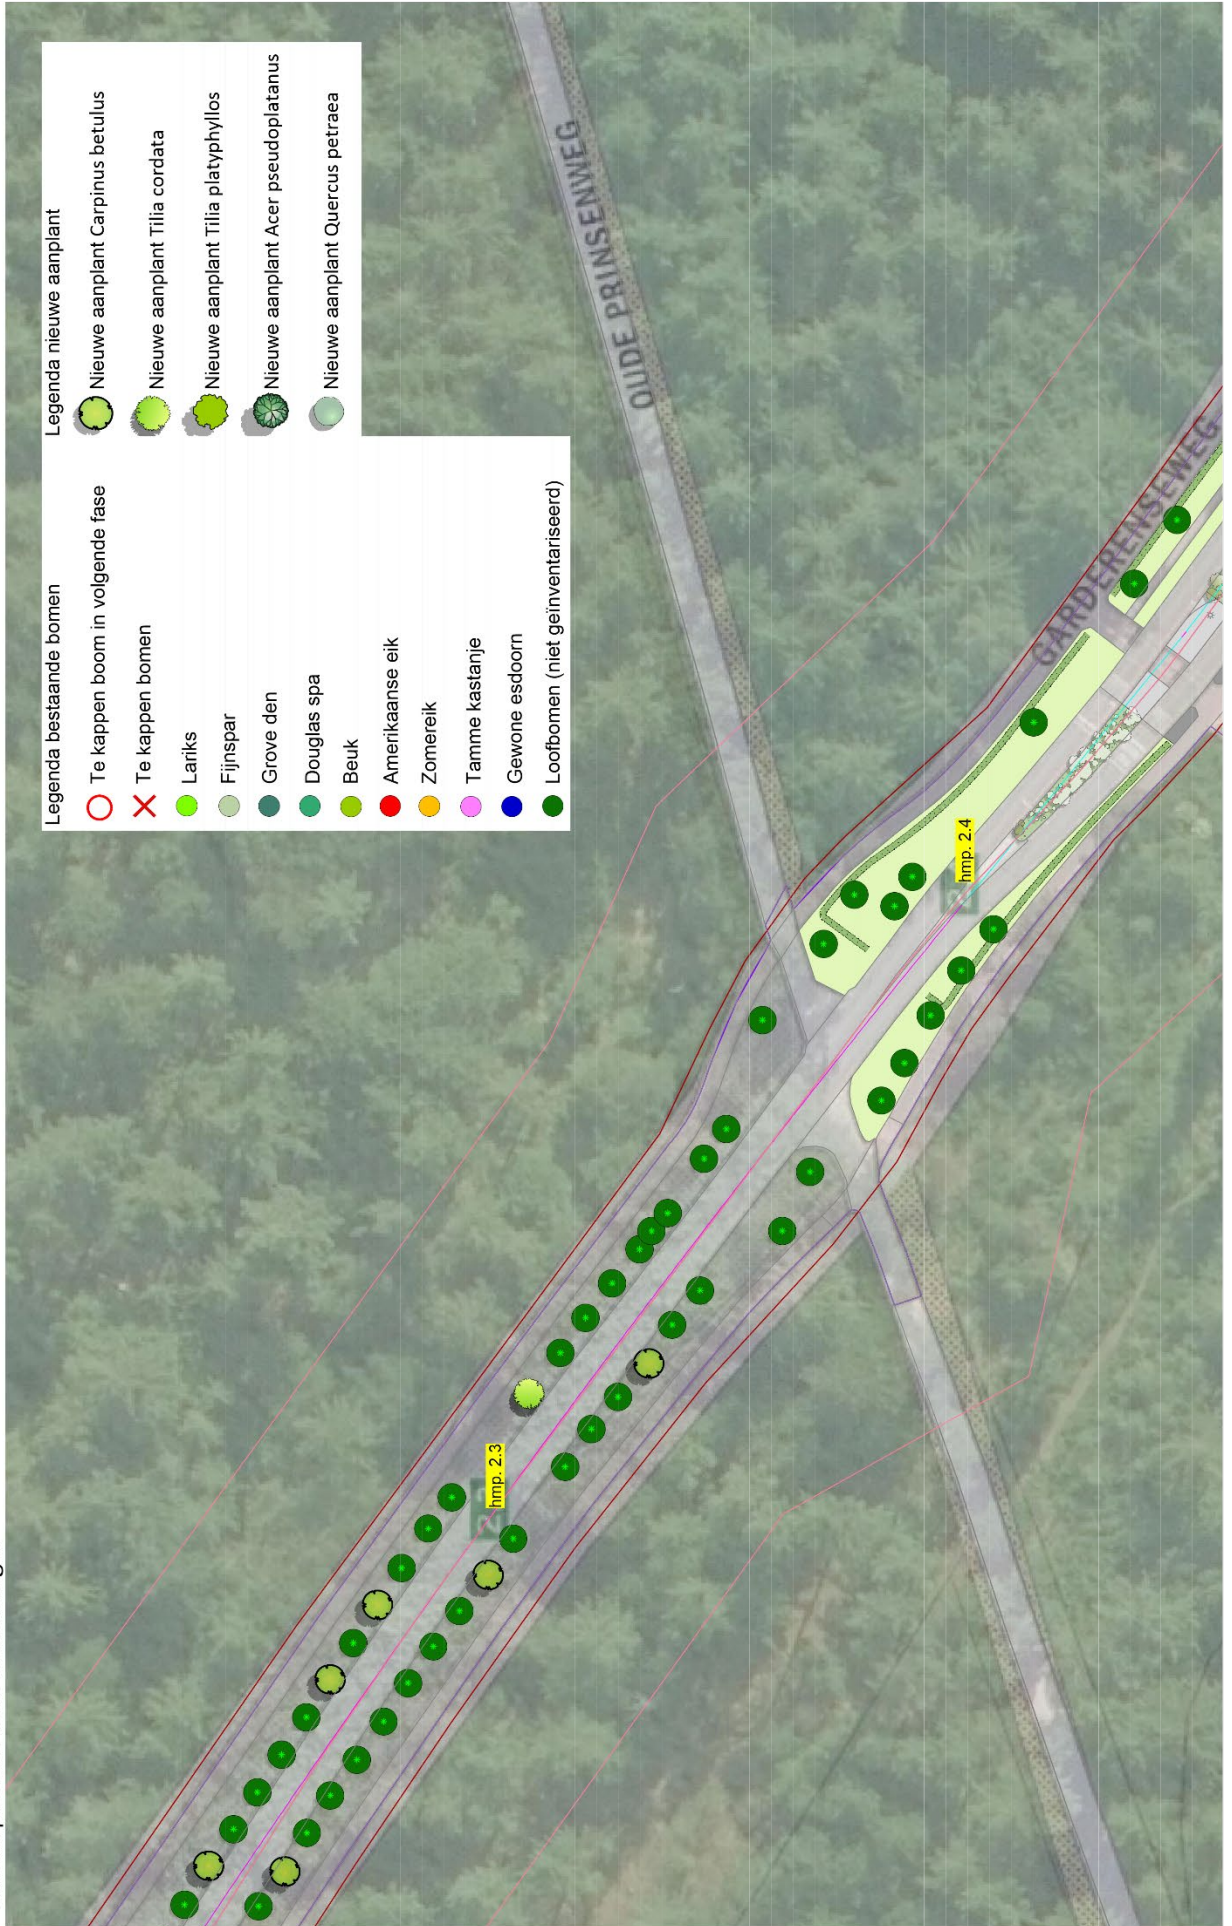 Legenda bestaande bomen
Te kappen boom in volgende fase
Te kappen bomen
Lariks
Fijnspar
Grove den
Douglas spa
Beuk
Amerikaanse eik
Zomereik
Tamme kastanje
Gewone esdoorn
Loofbomen (niet geïnventariseerd)
Legenda nieuwe aanplant
Nieuwe aanplant Carpinus betulus
Nieuwe aanplant Tilia cordata
Nieuwe aanplant Tilia platyphyllos
Nieuwe aanplant Acer pseudoplatanus
Nieuwe aanplant Quercus petraea
OUDE PRINSENWEG
GARDERENSEWEG
hmp. 2.3
hmp. 2.4